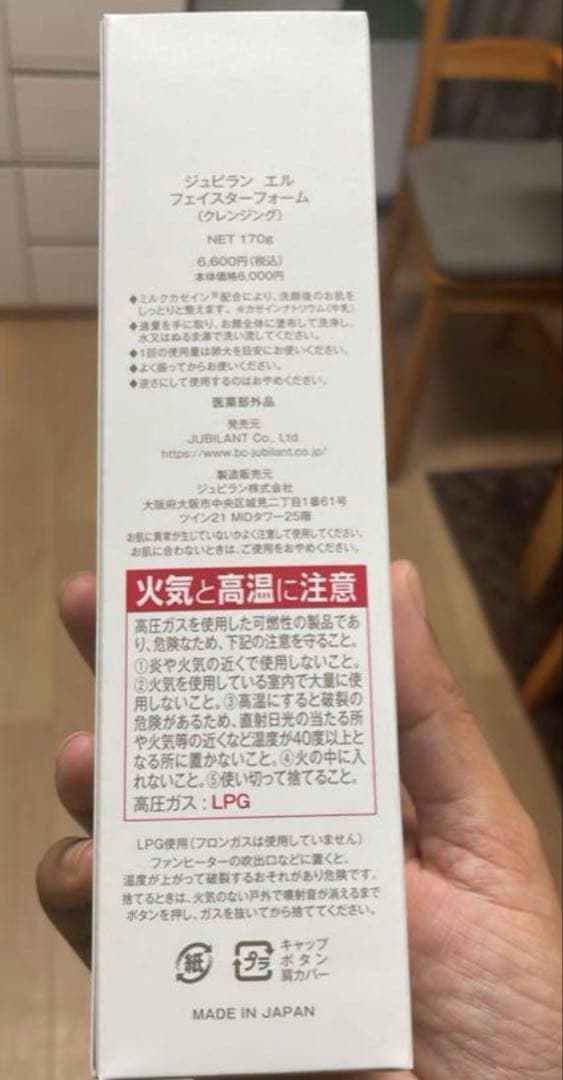 ジュビラン エル
フェイスターフォーム
(クレンジング)
NET 170g
6,600円(税込)
本体価格6,000円
◆ミルクカゼイン※配合により、洗顔後のお肌を
しっとりと整えます。 ※カゼインナトリウム(牛乳)
◆適量を手に取り、お顔全体に塗布して洗浄し、
水又はぬるま湯で洗い流してください。
◆1回の使用量は卵大を目安にお使いください。
◆よく振ってからお使いください。
◆逆さにして使用するのはおやめください。
医薬部外品
発売元
JUBILANT Co., Ltd.
https://www.bc-jubilant.co.jp/
製造販売元
ジュビラン株式会社
大阪府大阪市中央区城見二丁目1番61号
ツイン21 MIDタワー25階
お肌に異常が生じていないかよく注意して使用してください。
お肌に合わないときは、ご使用をおやめください。
火気と高温に注意
高圧ガスを使用した可燃性の製品であ
り、危険なため、下記の注意を守ること。
①炎や火気の近くで使用しないこと。
②火気を使用している室内で大量に使
用しないこと。③高温にすると破裂の
危険があるため、直射日光の当たる所
や火気等の近くなど温度が40度以上と
なる所に置かないこと。④火の中に入
れないこと。⑤使い切って捨てること。
高圧ガス:LPG
LPG使用(フロンガスは使用していません)
ファンヒーターの吹出口などに置くと、
温度が上がって破裂するおそれがあり危険です。
捨てるときは、火気のない戸外で噴射音が消えるまで
ボタンを押し、ガスを抜いてから捨ててください。
紙 プラ キャップ
ボタン
肩カバー
MADE IN JAPAN